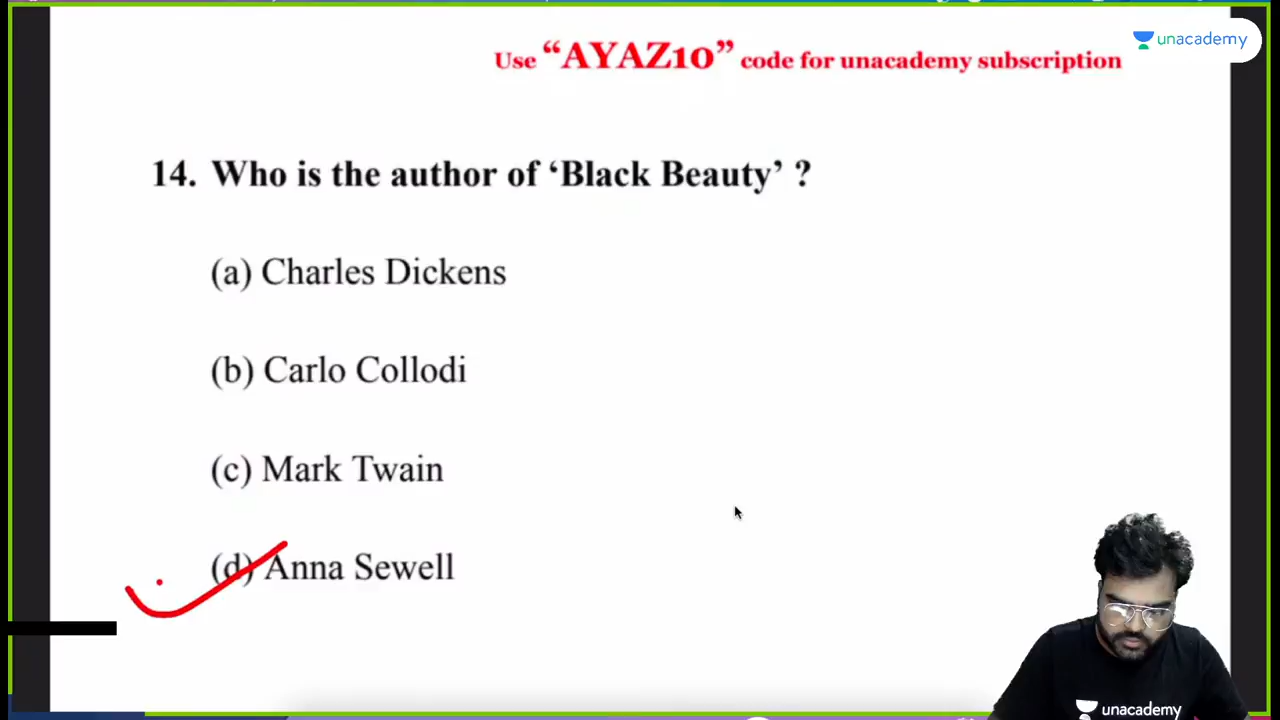 unacademy
Use “AYAZ10” code for unacademy subscription
14. Who is the author of ‘Black Beauty’ ?
(a) Charles Dickens
(b) Carlo Collodi
(c) Mark Twain
(d) Anna Sewell
unacademy